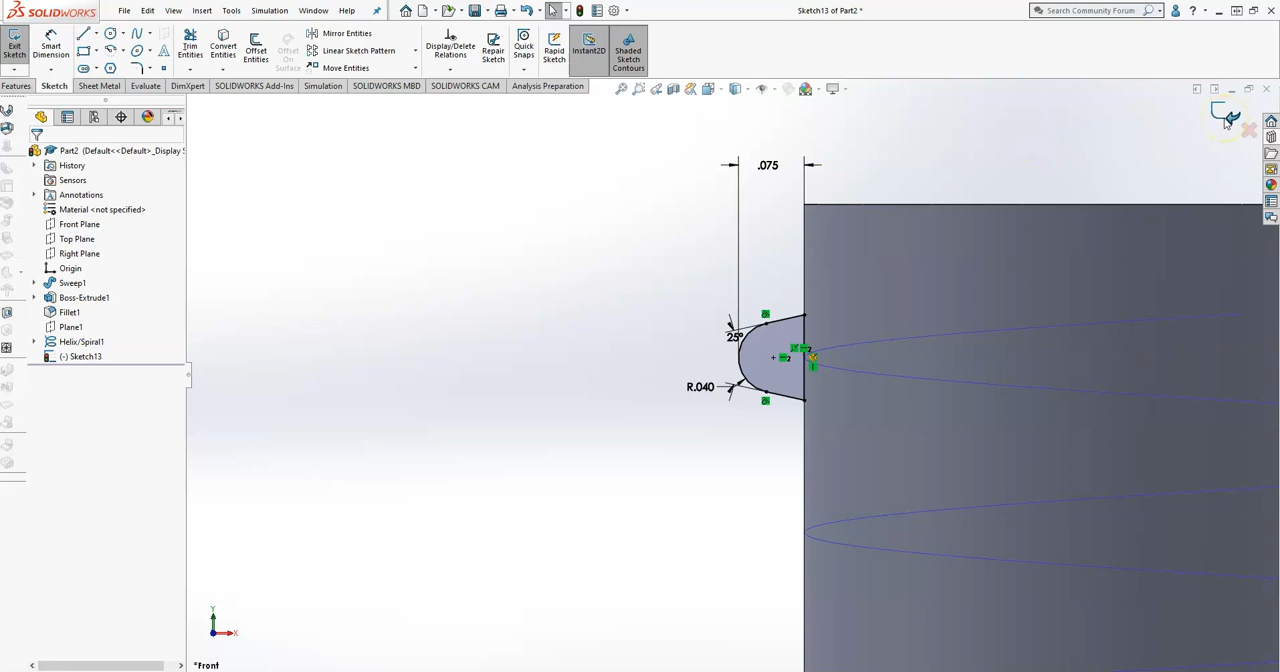 SOLIDWORKS File Edit View Insert Tools Simulation Window Help Sketch13 of Part2 * Search Community Forum
Exit Sketch Smart Dimension Trim Entities Convert Entities Offset Entities Offset On Surface Mirror Entities Linear Sketch Pattern Move Entities Display/Delete Relations Repair Sketch Quick Snaps Rapid Sketch Instant2D Shaded Sketch Contours
Features Sketch Sheet Metal Evaluate DimXpert SOLIDWORKS Add-Ins Simulation SOLIDWORKS MBD SOLIDWORKS CAM Analysis Preparation
Part2 (Default<<Default>_Display S
History
Sensors
Annotations
Material <not specified>
Front Plane
Top Plane
Right Plane
Origin
Sweep1
Boss-Extrude1
Fillet1
Plane1
Helix/Spiral1
(-) Sketch13
.075
25°
R.040
Y
X
*Front